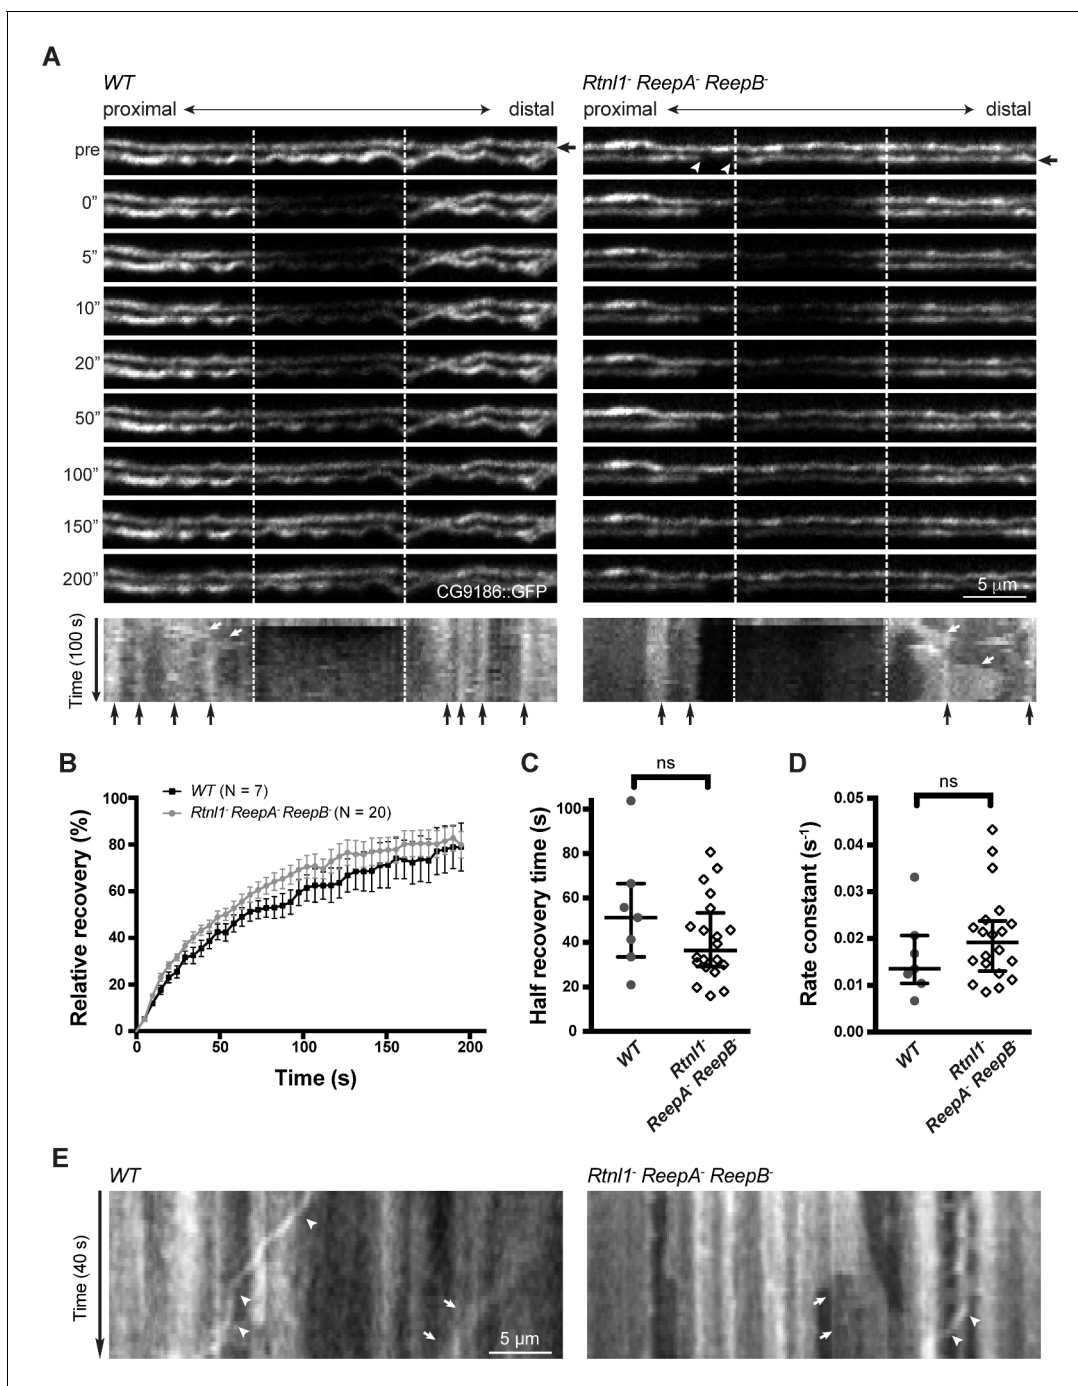 A
WT
Rtnl1- ReepA- ReepB-
proximal
distal
proximal
distal
pre
0”
5”
10”
20”
50”
100”
150”
200”
CG9186::GFP
5 μm
Time (100 s)
B
WT (N = 7)
Rtnl1- ReepA- ReepB- (N = 20)
Relative recovery (%)
100
80
60
40
20
0
0
50
100
150
200
Time (s)
C
ns
Half recovery time (s)
100
80
60
40
20
0
WT
Rtnl1-
ReepA- ReepB-
D
ns
Rate constant (s-1)
0.05
0.04
0.03
0.02
0.01
0.00
WT
Rtnl1-
ReepA- ReepB-
E
WT
Rtnl1- ReepA- ReepB-
Time (40 s)
5 μm